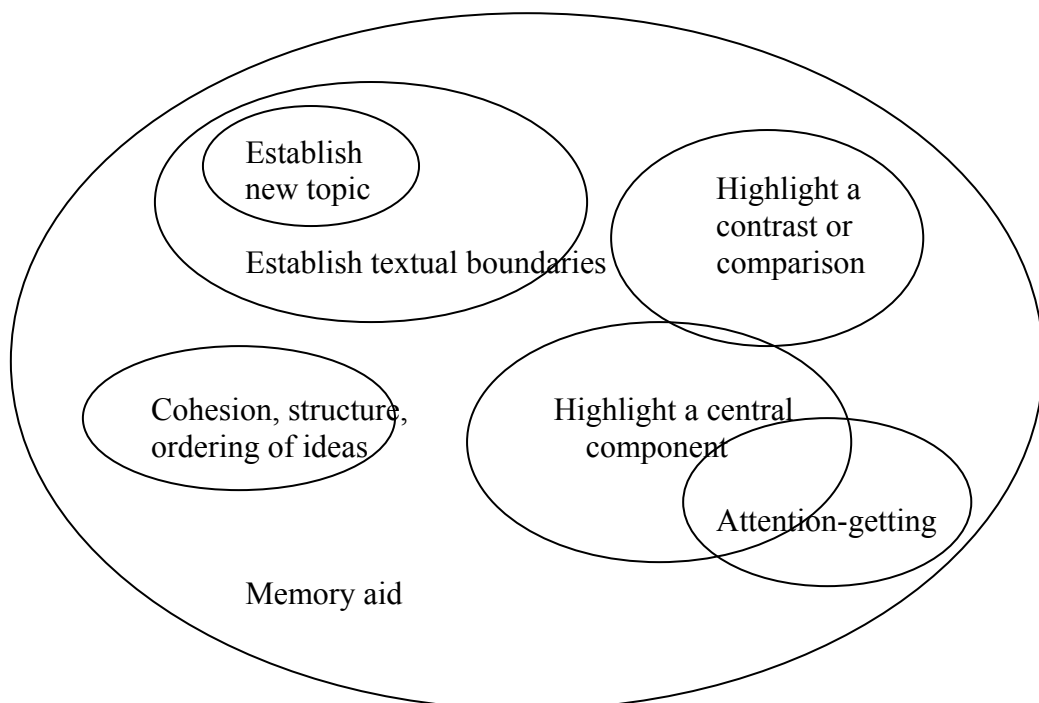 Establish
new topic
Establish textual boundaries
Highlight a
contrast or
comparison
Cohesion, structure,
ordering of ideas
Highlight a central
component
Attention-getting
Memory aid